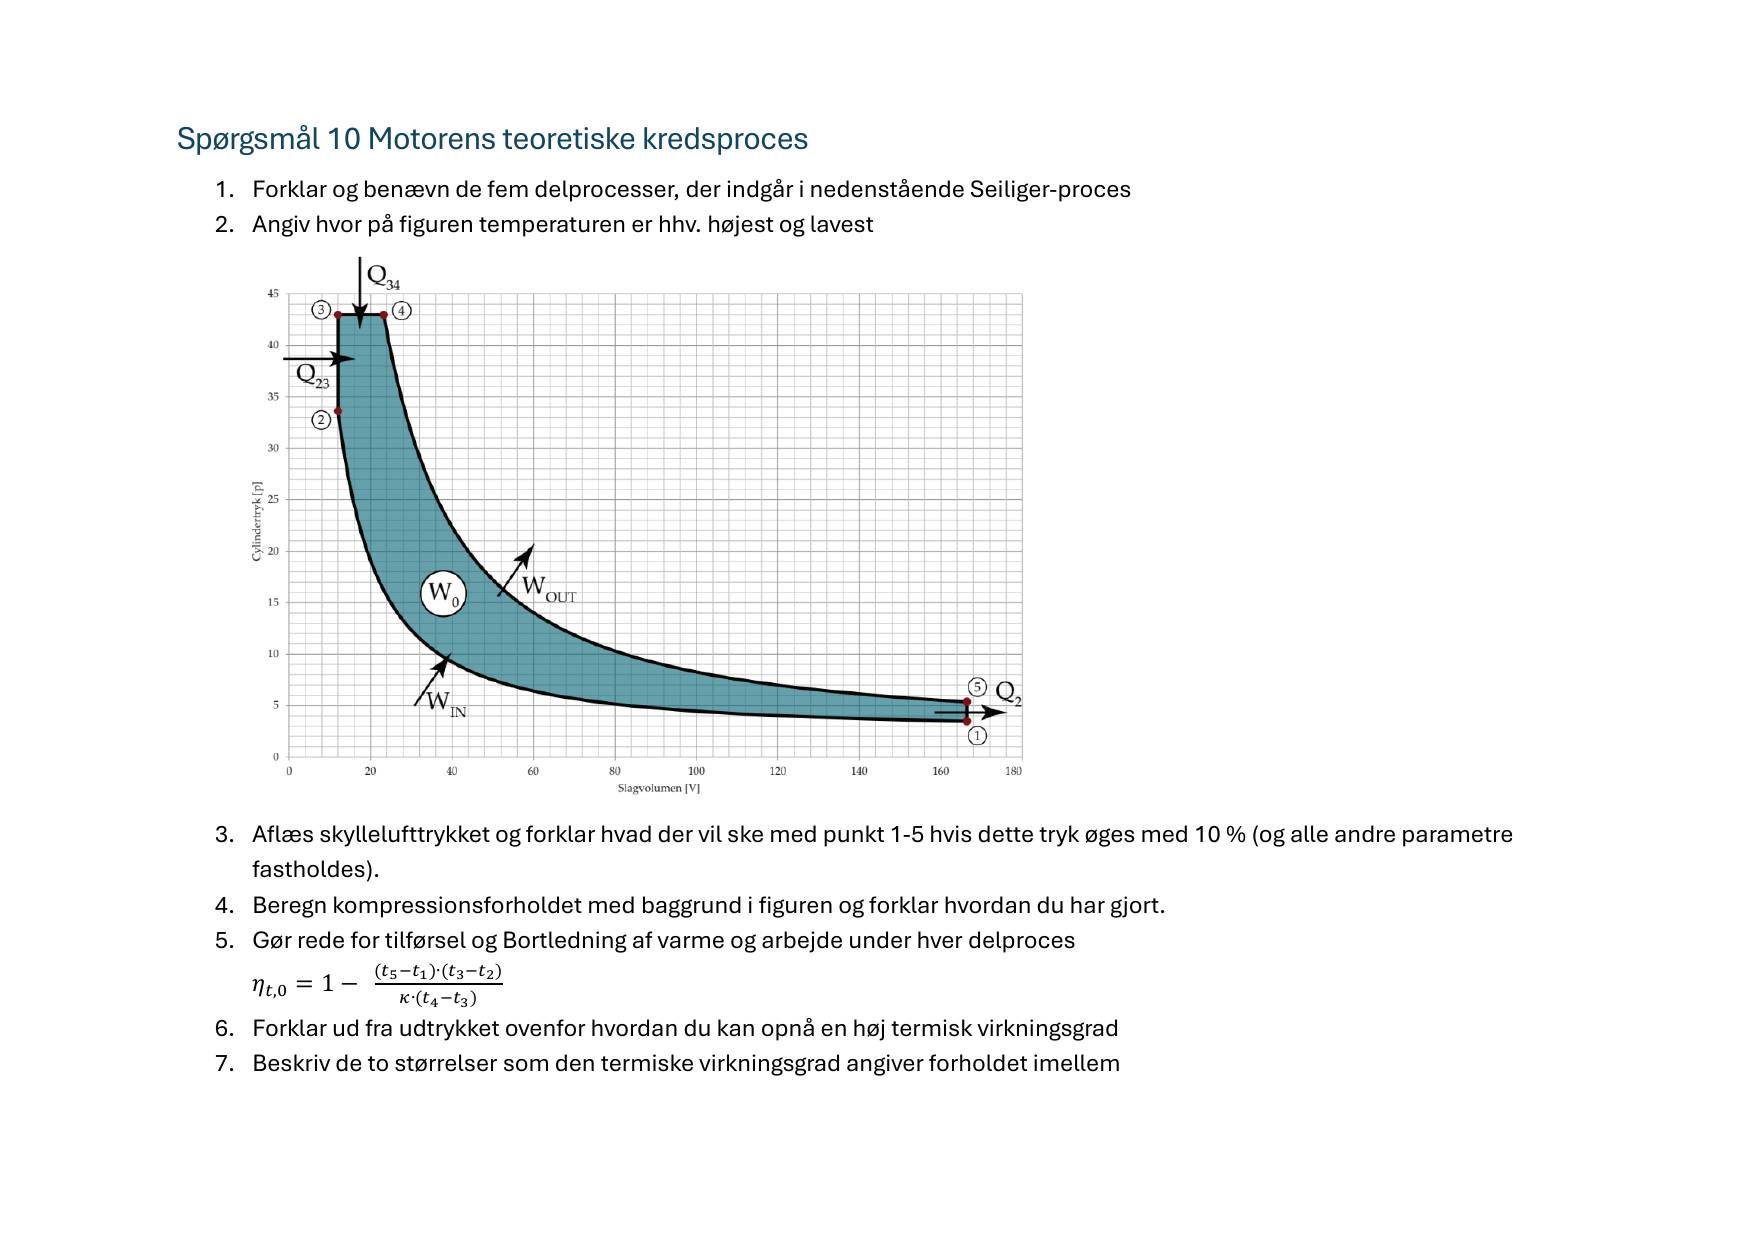 Spørgsmål 10 Motorens teoretiske kredsproces
1. Forklar og benævn de fem delprocesser, der indgår i nedenstående Seiliger-proces
2. Angiv hvor på figuren temperaturen er hhv. højest og lavest
Q34
45
3
4
40
Q23
35
2
30
Cylindertryk [p]
25
20
W0
WOUT
15
10
WIN
5
5
Q2
1
0
0 20 40 60 80 100 120 140 160 180
Slagvolumen [V]
3. Aflæs skyllelufttrykket og forklar hvad der vil ske med punkt 1-5 hvis dette tryk øges med 10 % (og alle andre parametre
fastholdes).
4. Beregn kompressionsforholdet med baggrund i figuren og forklar hvordan du har gjort.
5. Gør rede for tilførsel og Bortledning af varme og arbejde under hver delproces
η_{t,0} = 1 − (t₅−t₁)·(t₃−t₂) / κ·(t₄−t₃)
6. Forklar ud fra udtrykket ovenfor hvordan du kan opnå en høj termisk virkningsgrad
7. Beskriv de to størrelser som den termiske virkningsgrad angiver forholdet imellem